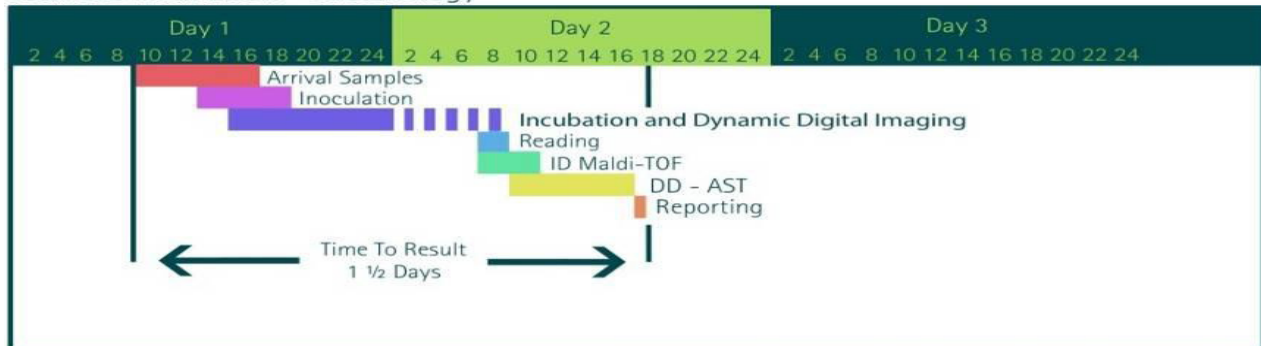 Day 1 Day 2 Day 3
2 4 6 8 10 12 14 16 18 20 22 24 2 4 6 8 10 12 14 16 18 20 22 24 2 4 6 8 10 12 14 16 18 20 22 24
Arrival Samples
Inoculation
Incubation and Dynamic Digital Imaging
Reading
ID Maldi-TOF
DD - AST
Reporting
Time To Result
1 ½ Days